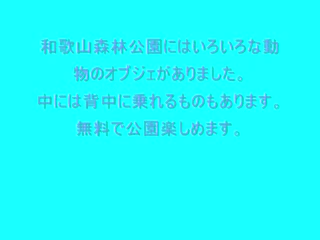 和歌山森林公園にはいろいろな動
物のオブジェがありました。
中には背中に乗れるものもあります。
無料で公園楽しめます。